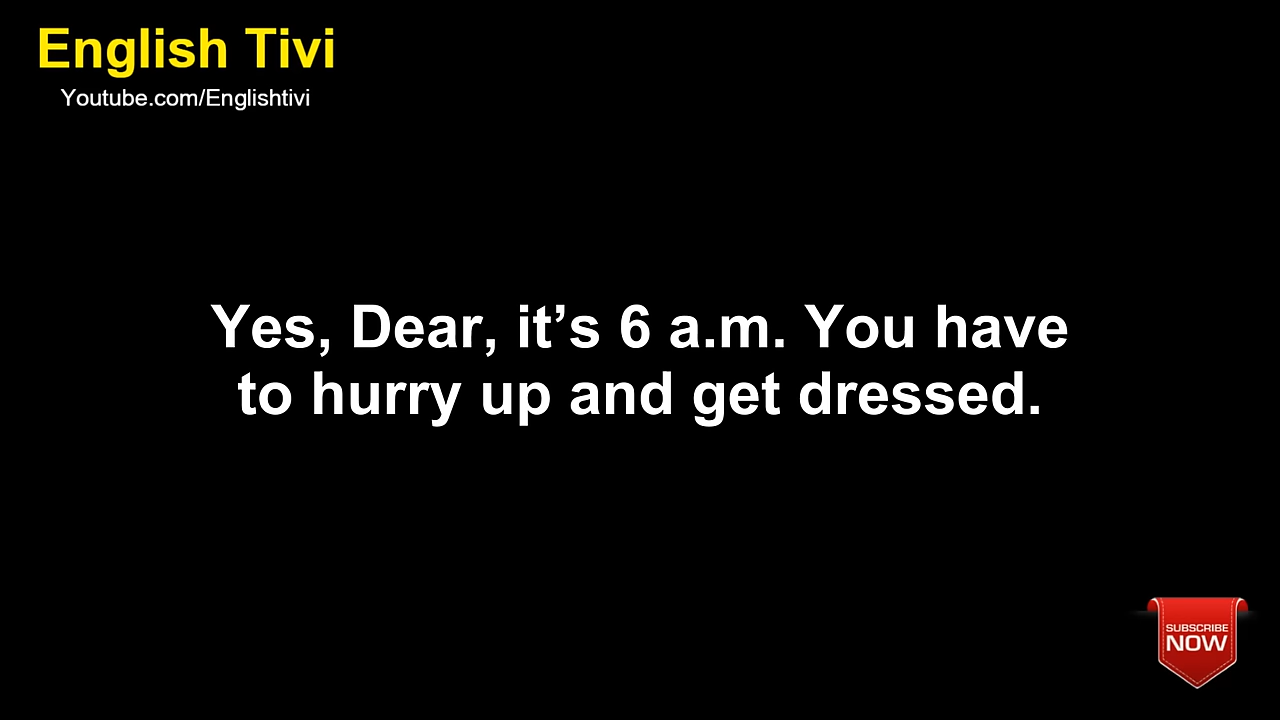 English Tivi
Youtube.com/Englishtivi
Yes, Dear, it’s 6 a.m. You have
to hurry up and get dressed.
SUBSCRIBE
NOW